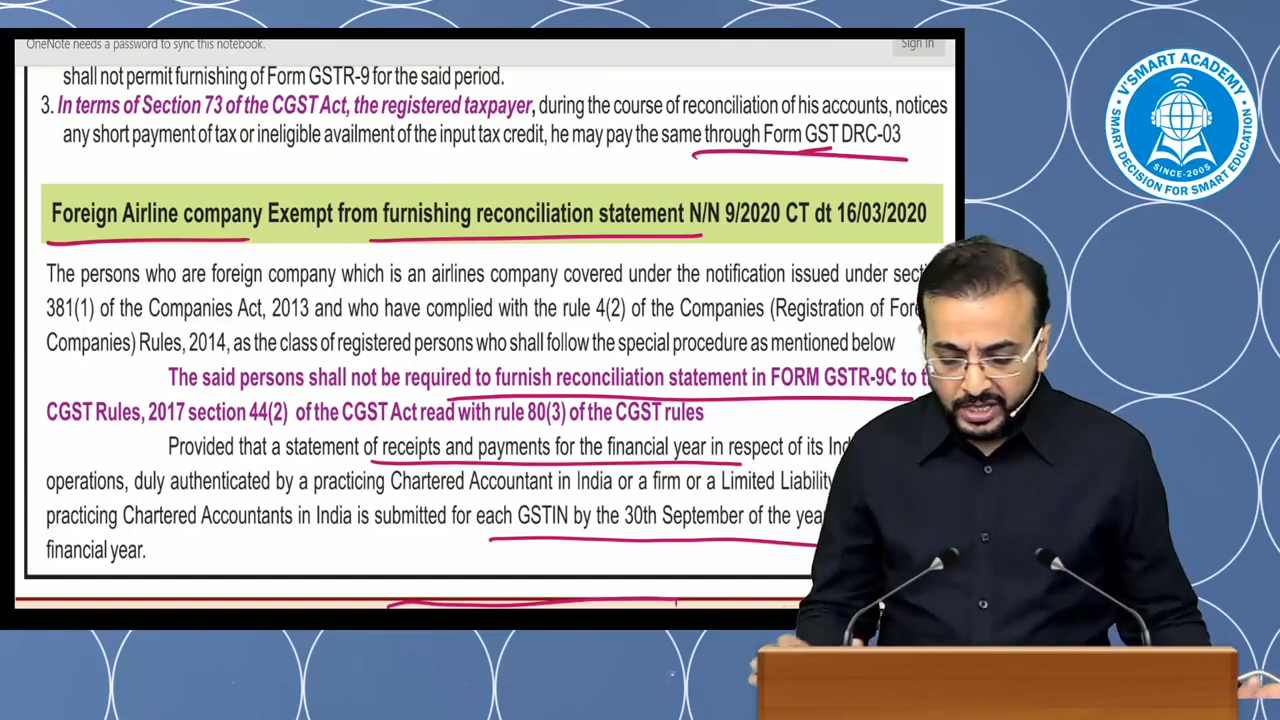 OneNote needs a password to sync this notebook.
Sign in
shall not permit furnishing of Form GSTR-9 for the said period.
3. In terms of Section 73 of the CGST Act, the registered taxpayer, during the course of reconciliation of his accounts, notices
any short payment of tax or ineligible availment of the input tax credit, he may pay the same through Form GST DRC-03
Foreign Airline company Exempt from furnishing reconciliation statement N/N 9/2020 CT dt 16/03/2020
The persons who are foreign company which is an airlines company covered under the notification issued under
381(1) of the Companies Act, 2013 and who have complied with the rule 4(2) of the Companies (Registration of
Companies) Rules, 2014, as the class of registered persons who shall follow the special procedure as mentioned below
The said persons shall not be required to furnish reconciliation statement in FORM GSTR-9C to
CGST Rules, 2017 section 44(2) of the CGST Act read with rule 80(3) of the CGST rules
Provided that a statement of receipts and payments for the financial year in respect of its
operations, duly authenticated by a practicing Chartered Accountant in India or a firm or a Limited Liability
practicing Chartered Accountants in India is submitted for each GSTIN by the 30th September of the year
financial year.
V'SMART ACADEMY
SINCE-2005
SMART DECISION FOR SMART EDUCATION